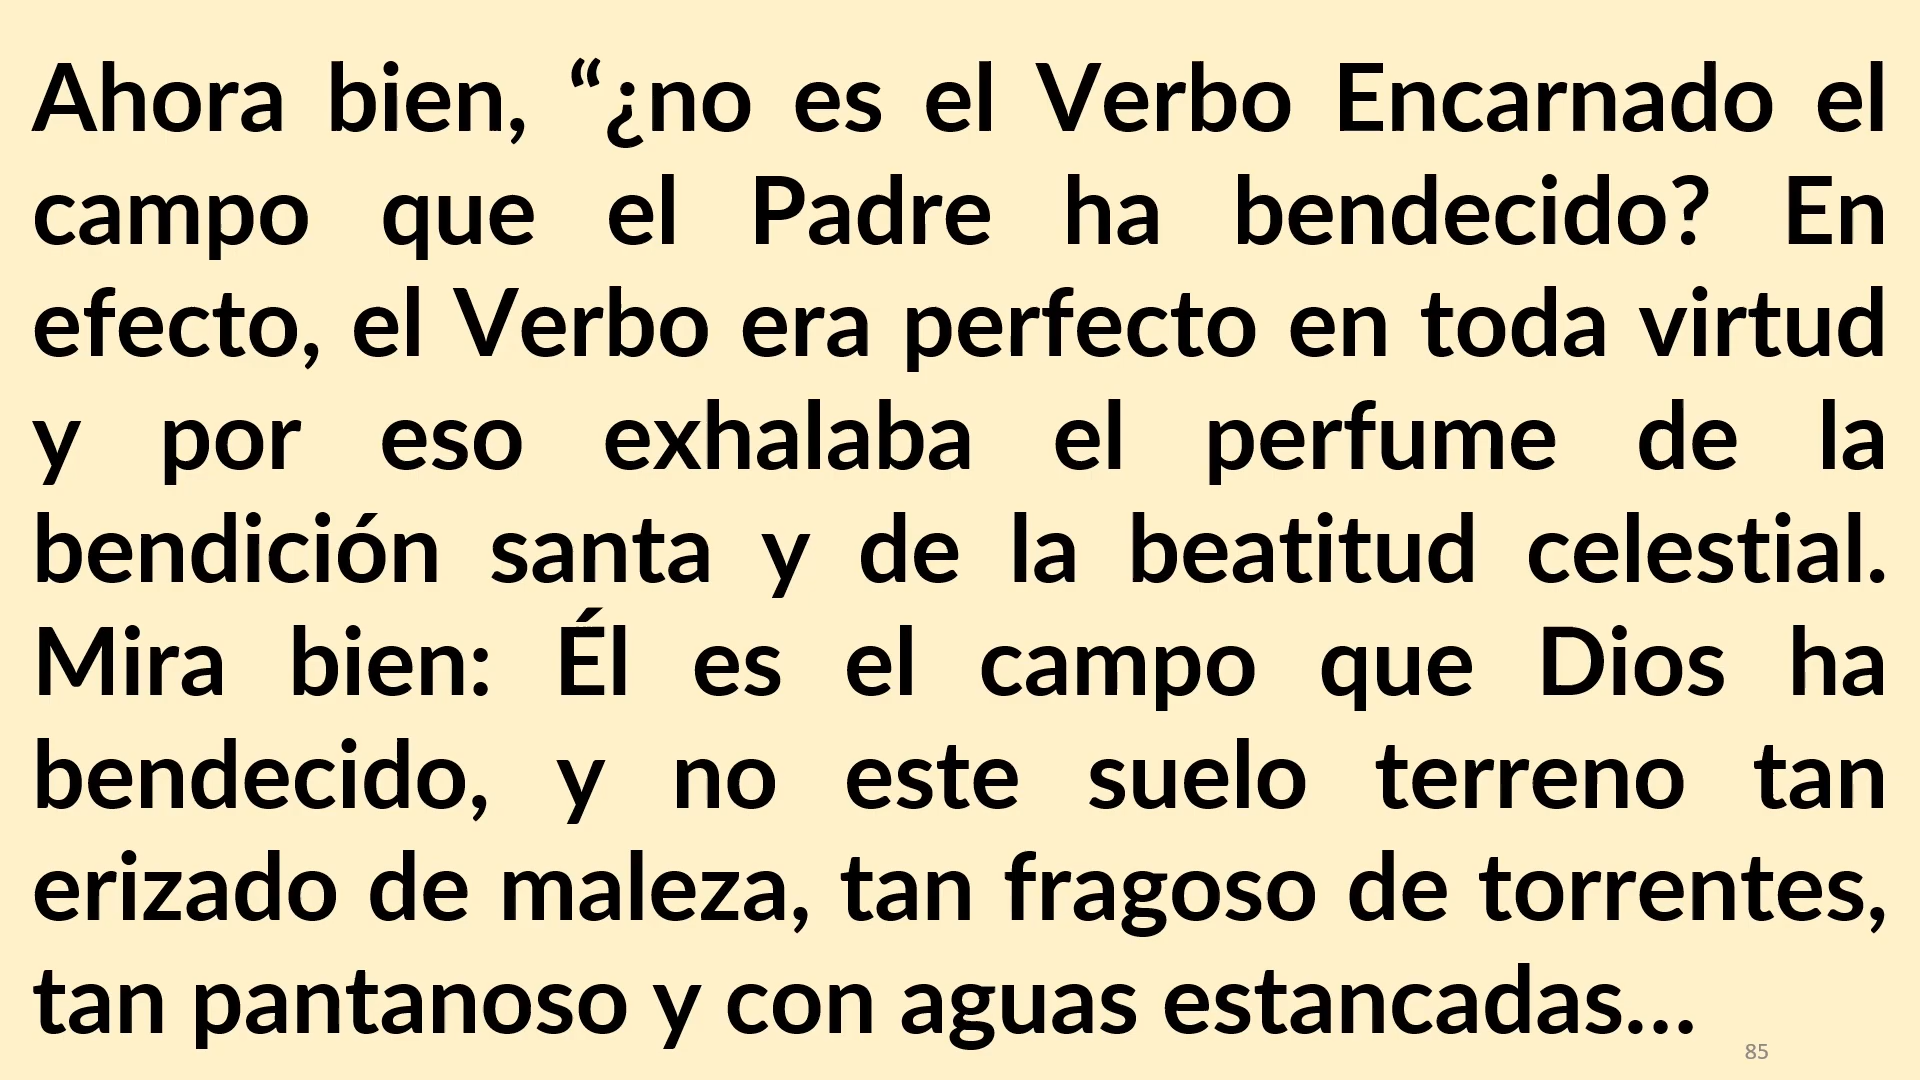 Ahora bien, “¿no es el Verbo Encarnado el
campo que el Padre ha bendecido? En
efecto, el Verbo era perfecto en toda virtud
y por eso exhalaba el perfume de la
bendición santa y de la beatitud celestial.
Mira bien: Él es el campo que Dios ha
bendecido, y no este suelo terreno tan
erizado de maleza, tan fragoso de torrentes,
tan pantanoso y con aguas estancadas...
85